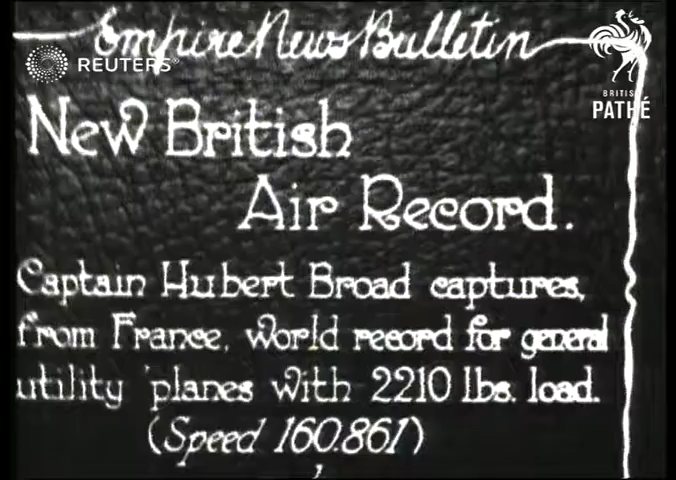 Empire News Bulletin
REUTERS®
BRITISH
PATHÉ
New British
Air Record.
Captain Hubert Broad captures,
from France, world record for general
utility 'planes with 2210 lbs. load.
(Speed 160.861)